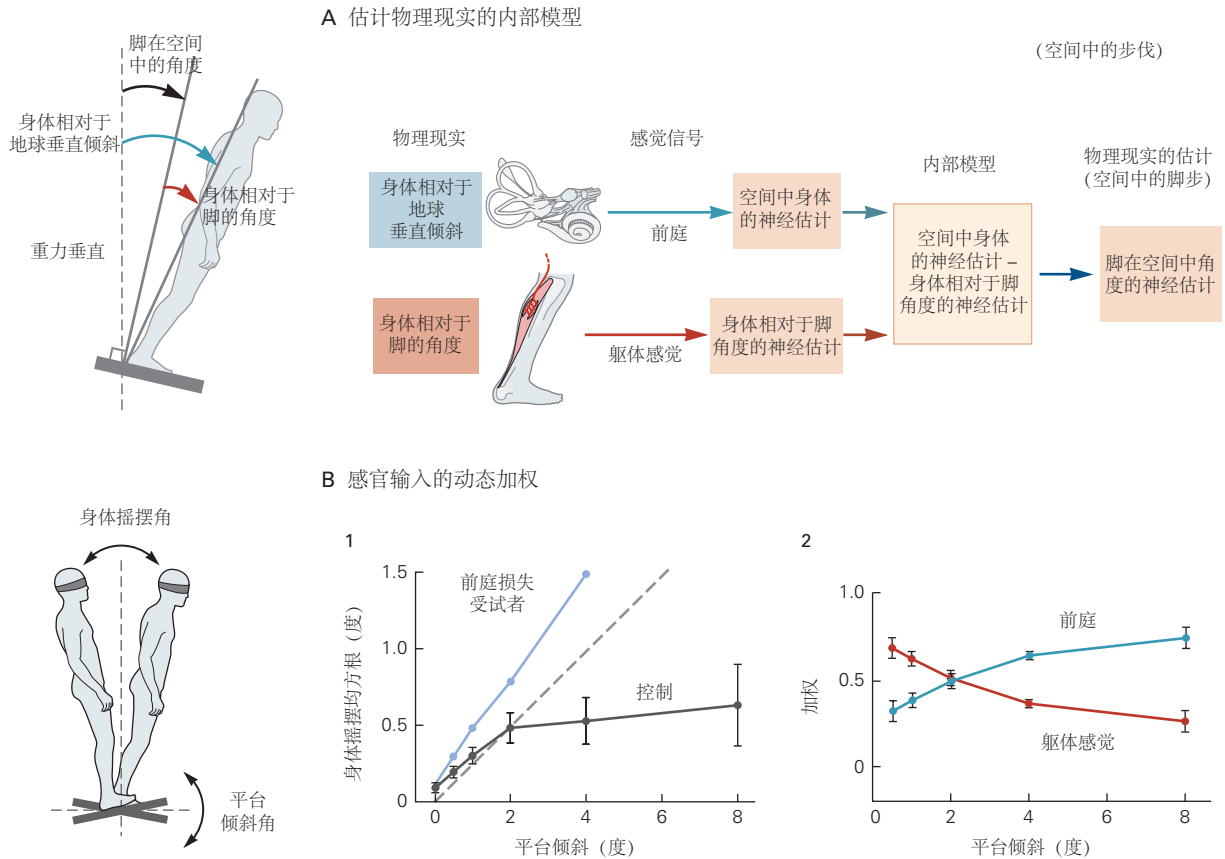 A 估计物理现实的内部模型
(空间中的步伐)
脚在空间
中的角度
身体相对于
地球垂直倾斜
身体相对于
脚的角度
重力垂直
物理现实
感觉信号
内部模型
物理现实的估计
(空间中的脚步)
身体相对于
地球
垂直倾斜
前庭
空间中身体
的神经估计
空间中身体
的神经估计 –
身体相对于脚
角度的神经估计
脚在空间中角
度的神经估计
身体相对于
脚的角度
躯体感觉
身体相对于脚
角度的神经估计
B 感官输入的动态加权
身体摇摆角
平台
倾斜角
1
身体摇摆均方根（度）
1.5
1.0
0.5
0
前庭损失
受试者
控制
0
2
4
6
8
平台倾斜（度）
2
加权
1.0
0.5
0
前庭
躯体感觉
0
2
4
6
8
平台倾斜（度）